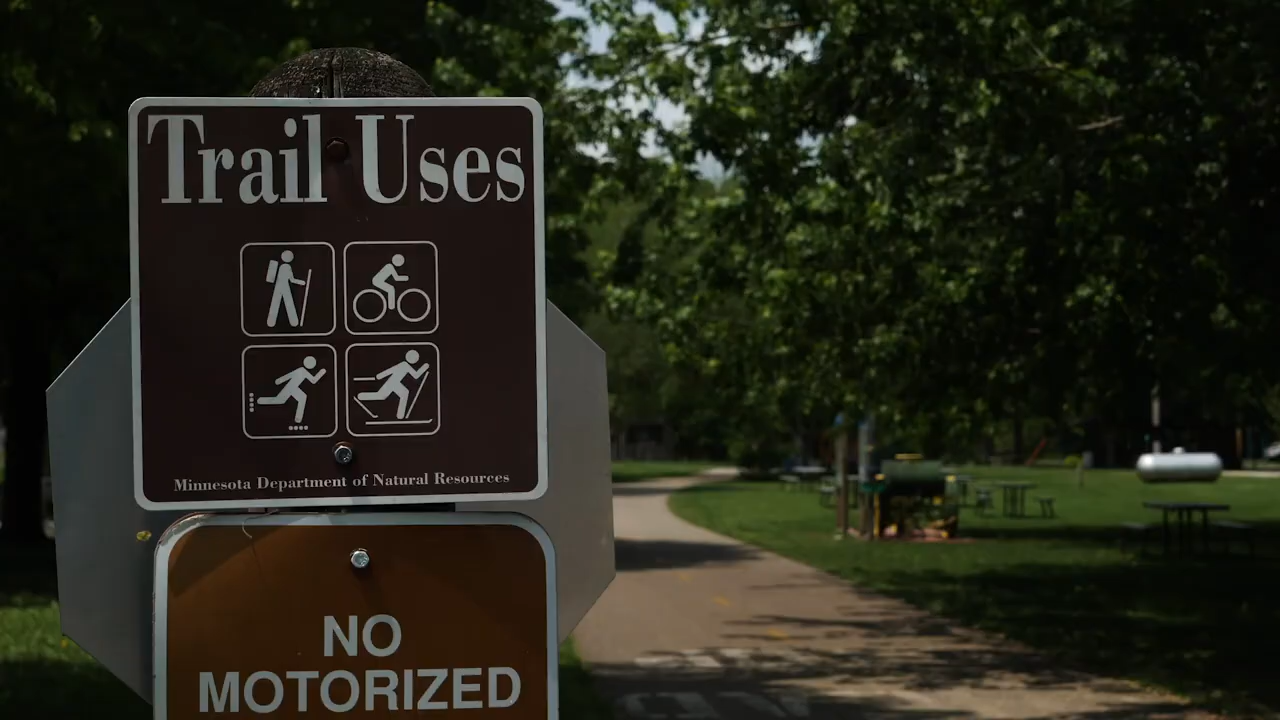 Trail Uses
Minnesota Department of Natural Resources
NO
MOTORIZED